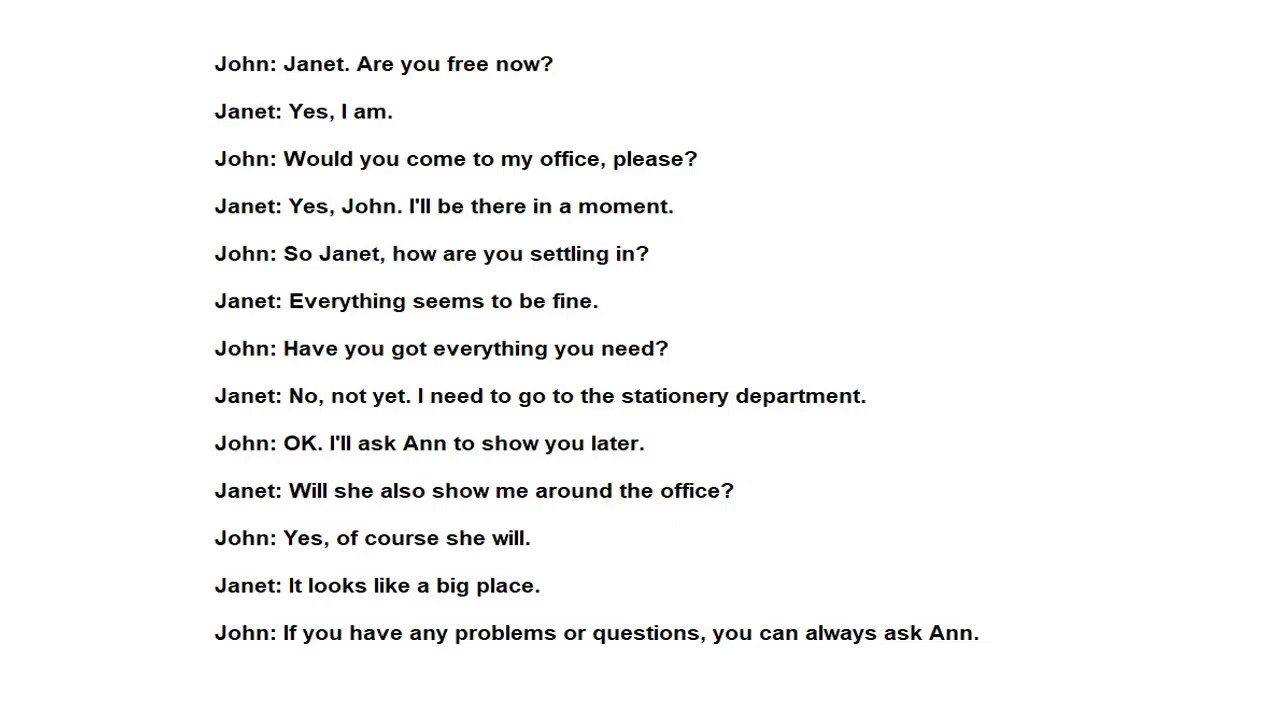 John: Janet. Are you free now?
Janet: Yes, I am.
John: Would you come to my office, please?
Janet: Yes, John. I'll be there in a moment.
John: So Janet, how are you settling in?
Janet: Everything seems to be fine.
John: Have you got everything you need?
Janet: No, not yet. I need to go to the stationery department.
John: OK. I'll ask Ann to show you later.
Janet: Will she also show me around the office?
John: Yes, of course she will.
Janet: It looks like a big place.
John: If you have any problems or questions, you can always ask Ann.